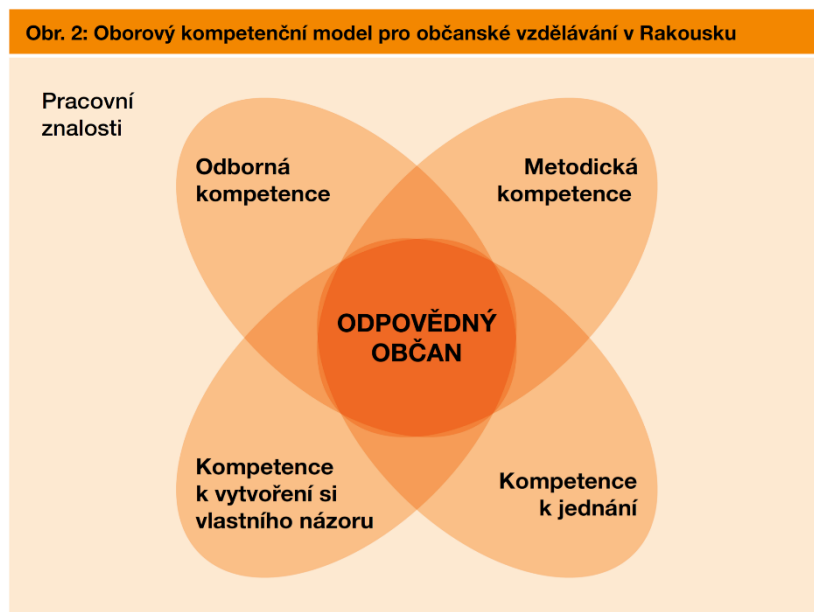 Obr. 2: Oborový kompetenční model pro občanské vzdělávání v Rakousku
Pracovní
znalosti
Odborná
kompetence
Metodická
kompetence
ODPOVĚDNÝ
OBČAN
Kompetence
k vytvoření si
vlastního názoru
Kompetence
k jednání